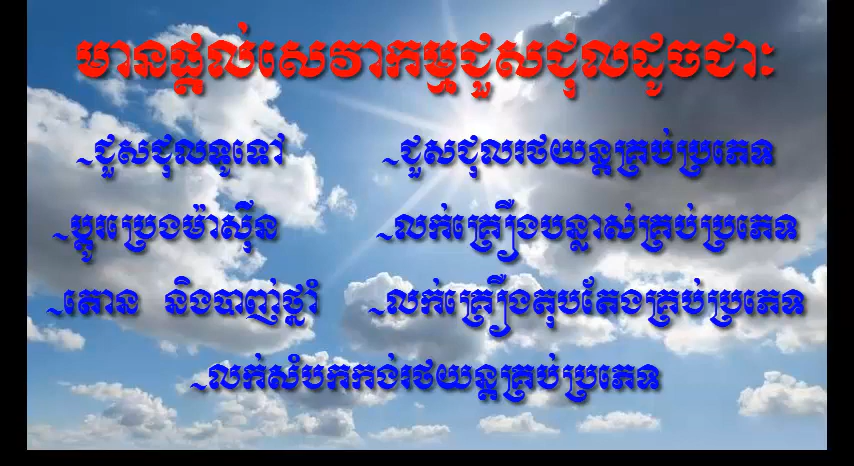 មានផ្តល់សេវាកម្មជួសជុលដូចជាៈ
~ជួសជុលទូទៅ ~ជួសជុលរថយន្តគ្រប់ប្រភេទ
~ប្តូរប្រេងម៉ាស៊ីន ~លក់គ្រឿងបន្លាស់គ្រប់ប្រភេទ
~គោន និងបាញ់ថ្នាំ ~លក់គ្រឿងតុបតែងគ្រប់ប្រភេទ
~លក់សំបកកង់រថយន្តគ្រប់ប្រភេទ